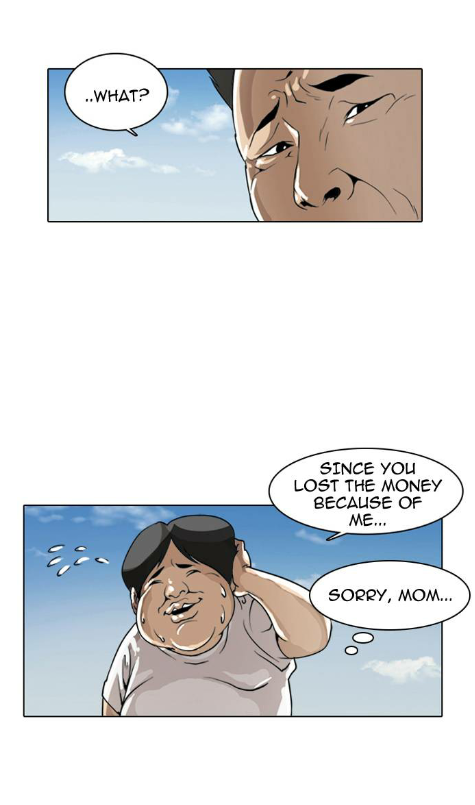 ..WHAT?
SINCE YOU
LOST THE MONEY
BECAUSE OF
ME...
SORRY, MOM...